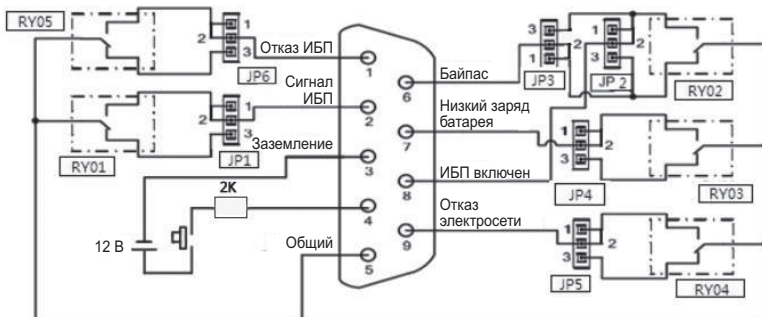 RY05
1
2
3
JP6
Отказ ИБП
1
Сигнал
ИБП
2
1
2
3
JP1
RY01
Заземление
3
2K
4
12 В
Общий
5
6
Байпас
3
2
1
JP3
1
2
3
JP 2
RY02
7
Низкий заряд
батарея
1
2
3
JP4
RY03
8
ИБП включен
9
Отказ
электросети
1
2
3
JP5
RY04